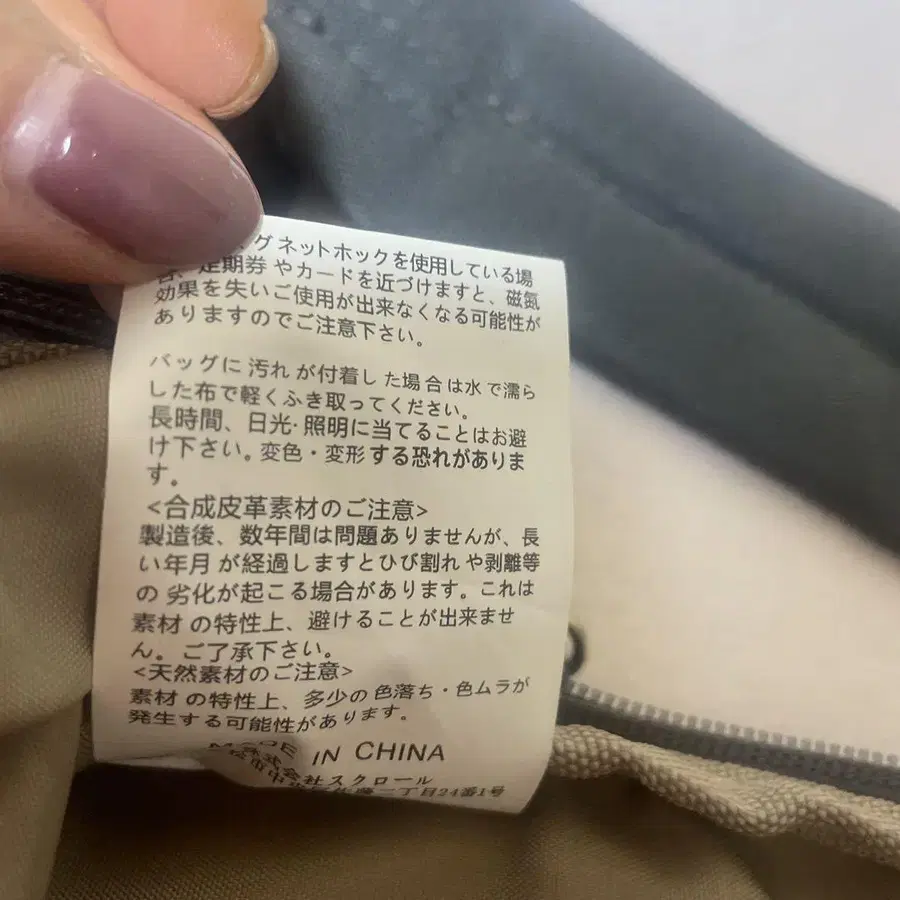 グネットホックを使用している場
合、定期券やカードを近づけますと、磁氣
効果を失いご使用が出来なくなる可能性が
ありますのでご注意下さい。
バッグに汚れが付着した場合は水で濡ら
した布で軽くふき取ってください。
長時間、日光·照明に当てることはお避
け下さい。変色・変形する恐れがありま
す。
<合成皮革素材のご注意>
製造後、数年間は問題ありませんが、長
い年月が経過しますとひび割れや剥離等
の劣化が起こる場合があります。これは
素材の特性上、避けることが出来ませ
ん。ご了承下さい。
<天然素材のご注意>
素材の特性上、多少の色落ち・色ムラが
発生する可能性があります。
MADE IN CHINA
株式会社スクロール
二丁目24番1号